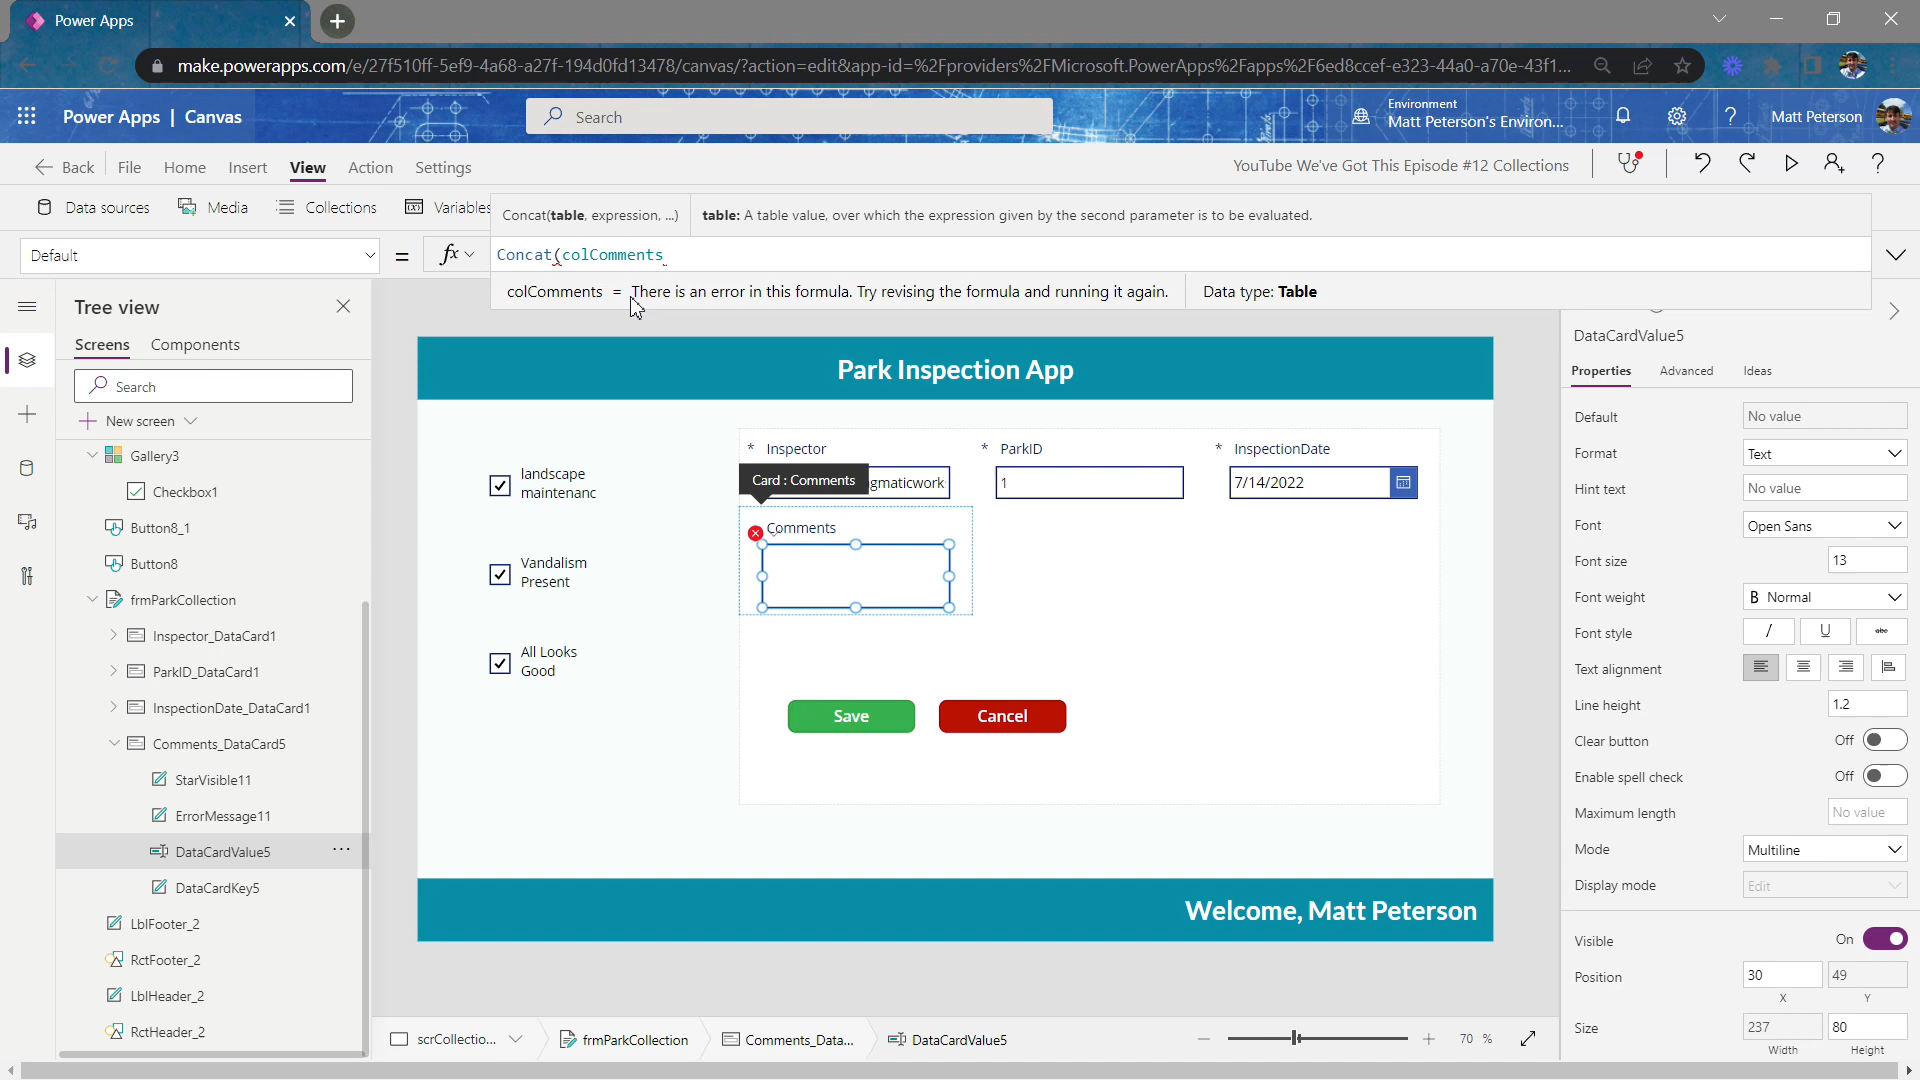 Power Apps
make.powerapps.com/e/27f510ff-5ef9-4a68-a27f-194d0fd13478/canvas/?action=edit&app-id=%2Fproviders%2FMicrosoft.PowerApps%2Fapps%2F6ed8ccef-e323-44a0-a70e-43f1...
Power Apps | Canvas
Search
Environment
Matt Peterson's Environ...
Matt Peterson
Back
File
Home
Insert
View
Action
Settings
YouTube We've Got This Episode #12 Collections
Data sources
Media
Collections
Variables
Concat(table, expression, ...)
table: A table value, over which the expression given by the second parameter is to be evaluated.
Default
=
fx
Concat(colComments
colComments = There is an error in this formula. Try revising the formula and running it again.
Data type: Table
Tree view
Screens
Components
Search
New screen
Gallery3
Checkbox1
Button8_1
Button8
frmParkCollection
Inspector_DataCard1
ParkID_DataCard1
InspectionDate_DataCard1
Comments_DataCard5
StarVisible11
ErrorMessage11
DataCardValue5
DataCardKey5
LblFooter_2
RctFooter_2
LblHeader_2
RctHeader_2
Park Inspection App
landscape
maintenanc
Vandalism
Present
All Looks
Good
* Inspector
* ParkID
* InspectionDate
Card : Comments
gmaticwork
1
7/14/2022
Comments
Save
Cancel
Welcome, Matt Peterson
scrCollectio...
frmParkCollection
Comments_Data...
DataCardValue5
70 %
DataCardValue5
Properties
Advanced
Ideas
Default
No value
Format
Text
Hint text
No value
Font
Open Sans
Font size
13
Font weight
B Normal
Font style
/
U
abc
Text alignment
Line height
1.2
Clear button
Off
Enable spell check
Off
Maximum length
No value
Mode
Multiline
Display mode
Edit
Visible
On
Position
30
49
X
Y
Size
237
80
Width
Height